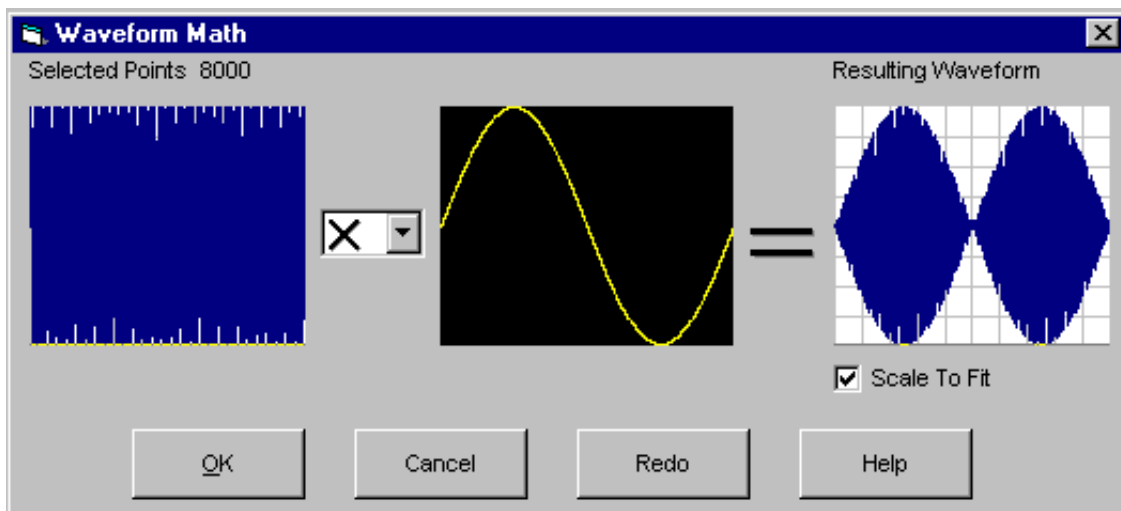 Waveform Math
Selected Points 8000
Resulting Waveform
X
=
Scale To Fit
OK
Cancel
Redo
Help